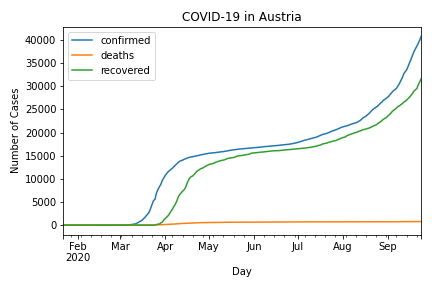 COVID-19 in Austria
confirmed
deaths
recovered
Number of Cases
40000
35000
30000
25000
20000
15000
10000
5000
0
Feb Mar Apr May Jun Jul Aug Sep
2020
Day